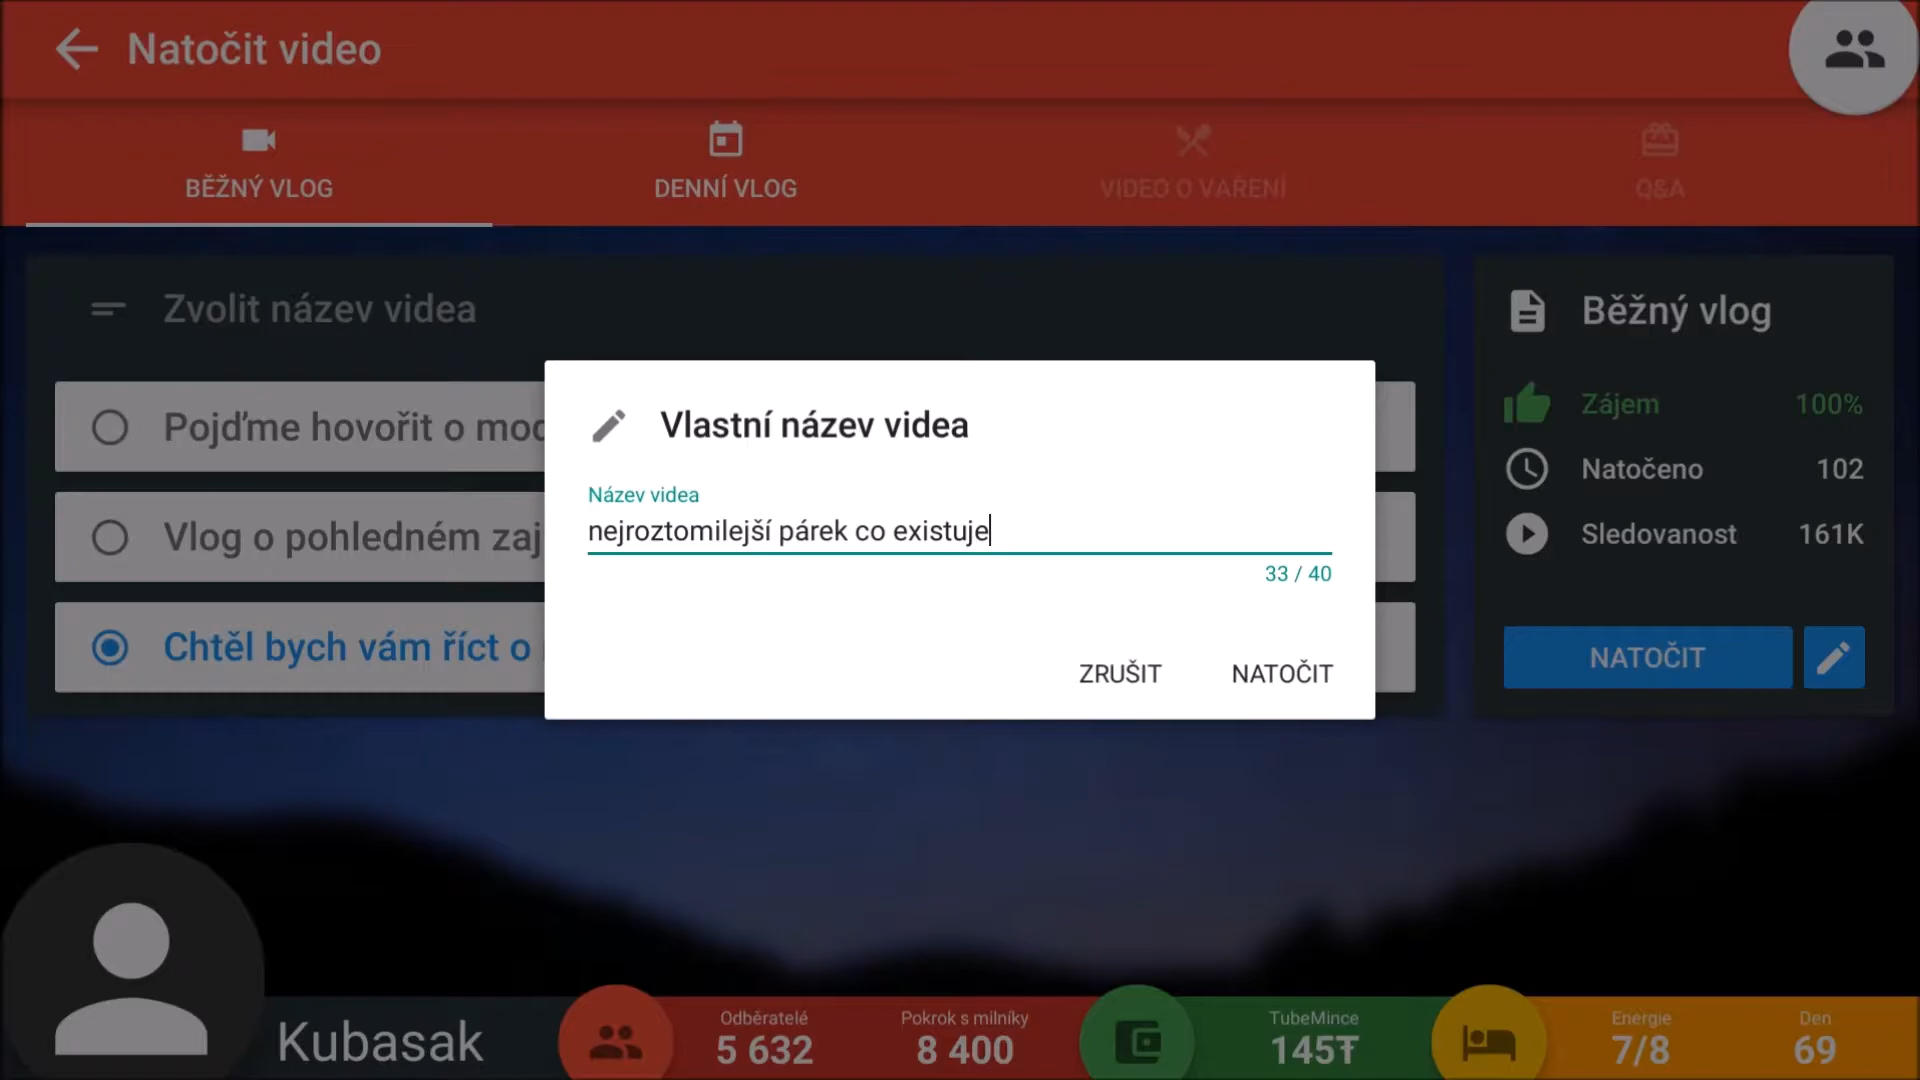 Natočit video
BĚŽNÝ VLOG
DENNÍ VLOG
VIDEO O VAŘENÍ
Q&A
Zvolit název videa
Pojďme hovořit o
Vlog o pohledném
Chtěl bych vám říct o
Vlastní název videa
Název videa
nejroztomilejší párek co existuje
33 / 40
ZRUŠIT
NATOČIT
Běžný vlog
Zájem 100%
Natočeno 102
Sledovanost 161K
NATOČIT
Kubasak
Odběratelé
5 632
Pokrok s milníky
8 400
TubeMince
145₸
Energie
7/8
Den
69